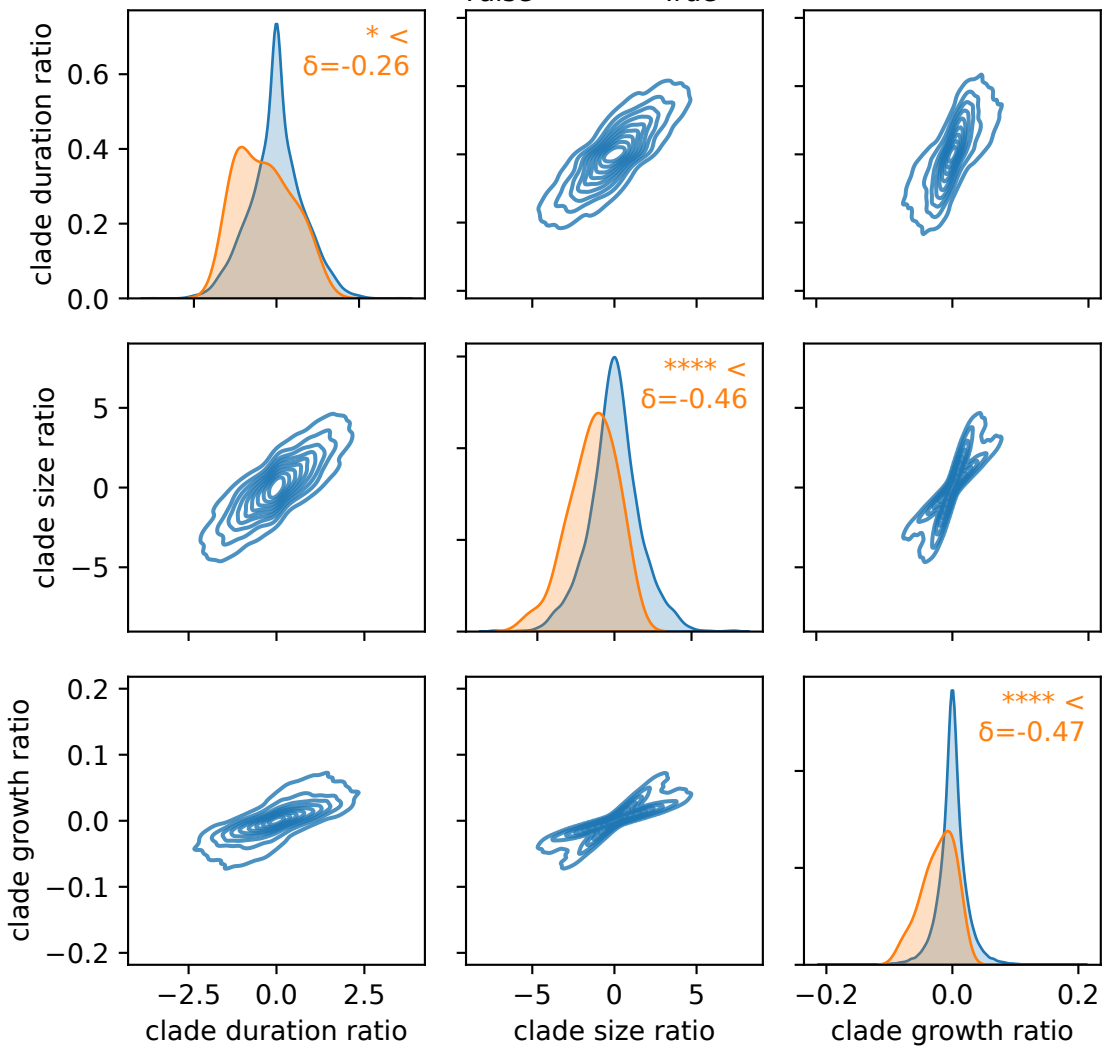 clade duration ratio
0.6
0.4
0.2
0.0
* <
δ=-0.26
clade size ratio
5
0
−5
**** <
δ=-0.46
clade growth ratio
0.2
0.1
0.0
−0.1
−0.2
**** <
δ=-0.47
−2.5 0.0 2.5
−5 0 5
−0.2 0.0 0.2
clade duration ratio
clade size ratio
clade growth ratio